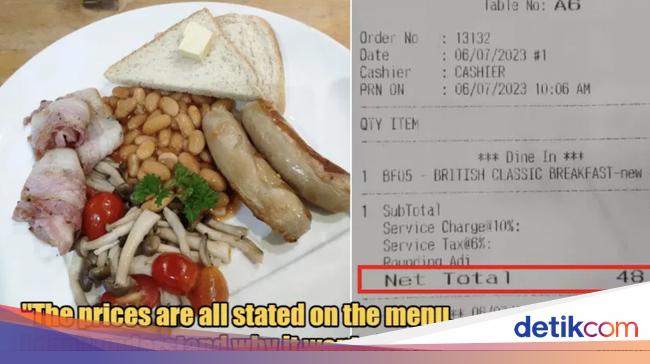 Table No: A6
Order No : 13132
Date : 06/07/2023 #1
Cashier : CASHIER
PRN ON : 06/07/2023 10:06 AM
QTY ITEM
*** Dine In ***
1 BF05 - BRITISH CLASSIC BREAKFAST-new
1 SubTotal
Service Charge@10%:
Service Tax@6%:
Rounding Adj
Net Total 48
"The prices are all stated on the menu
detikcom